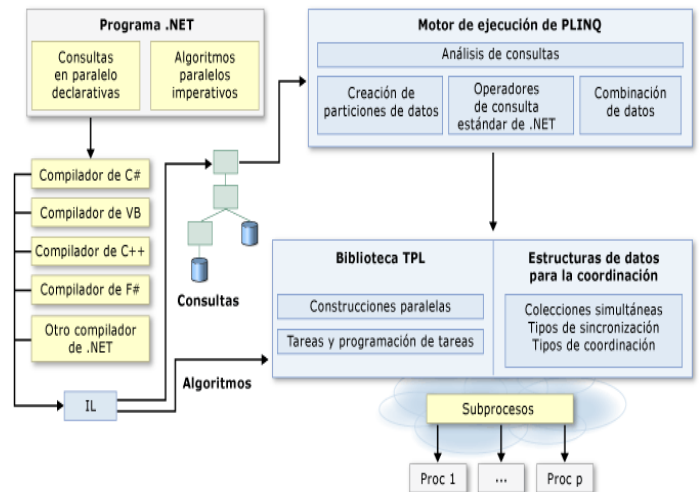 Programa .NET
Consultas
en paralelo
declarativas
Algoritmos
paralelos
imperativos
Compilador de C#
Compilador de VB
Compilador de C++
Compilador de F#
Otro compilador
de .NET
IL
Consultas
Algoritmos
Motor de ejecución de PLINQ
Análisis de consultas
Creación de
particiones de datos
Operadores
de consulta
estándar de .NET
Combinación
de datos
Biblioteca TPL
Construcciones paralelas
Tareas y programación de tareas
Estructuras de datos
para la coordinación
Colecciones simultáneas
Tipos de sincronización
Tipos de coordinación
Subprocesos
Proc 1
...
Proc p